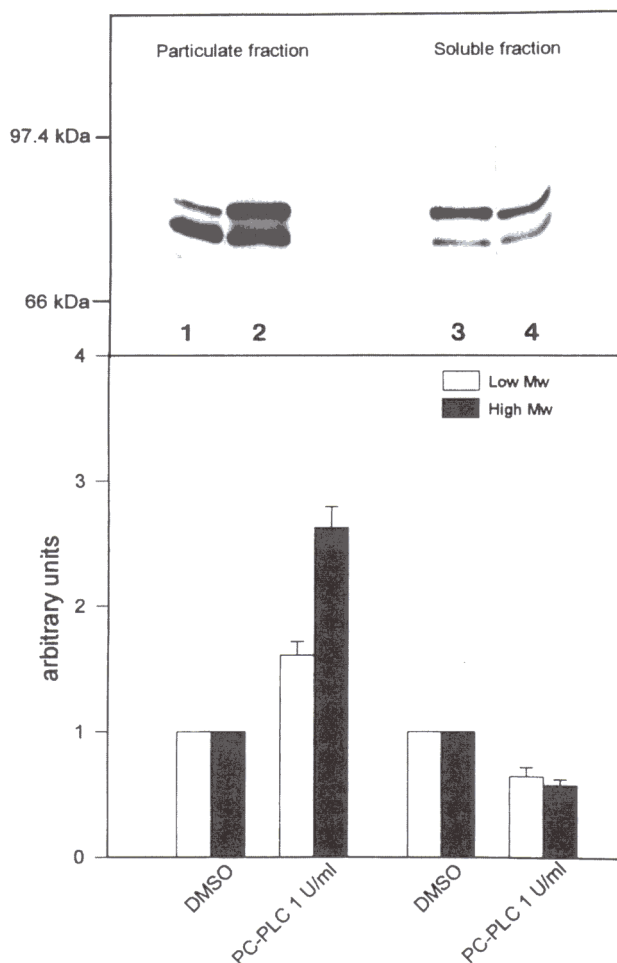 Particulate fraction Soluble fraction
97.4 kDa
66 kDa
1 2 3 4
4
Low Mw
High Mw
3
2
1
0
arbitrary units
DMSO PC-PLC 1 U/ml DMSO PC-PLC 1 U/ml